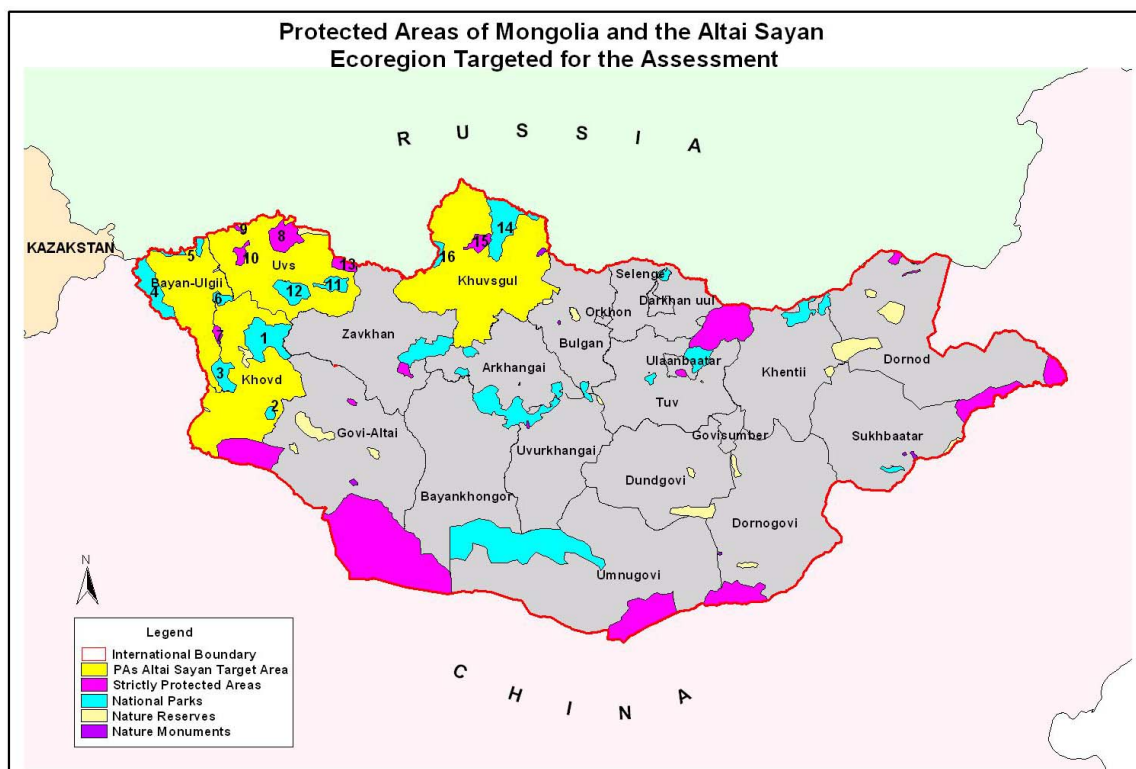 Protected Areas of Mongolia and the Altai Sayan
Ecoregion Targeted for the Assessment
R U S S I A
KAZAKSTAN
9
8
5
10
Uvs
13
14
15
16
4
Bayan-Ulgii
6
12
11
Khuvsgul
Selenge
Darkhan uul
Orkhon
7
1
Zavkhan
Bulgan
Arkhangai
Ulaanbaatar
Khentii
Dornod
3
Khovd
2
Tuv
Govi-Altai
Uvurkhangai
Govisumber
Sukhbaatar
Dundgovi
Bayankhongor
Dornogovi
Umnugovi
N
C H I N A
Legend
International Boundary
PAs Altai Sayan Target Area
Strictly Protected Areas
National Parks
Nature Reserves
Nature Monuments